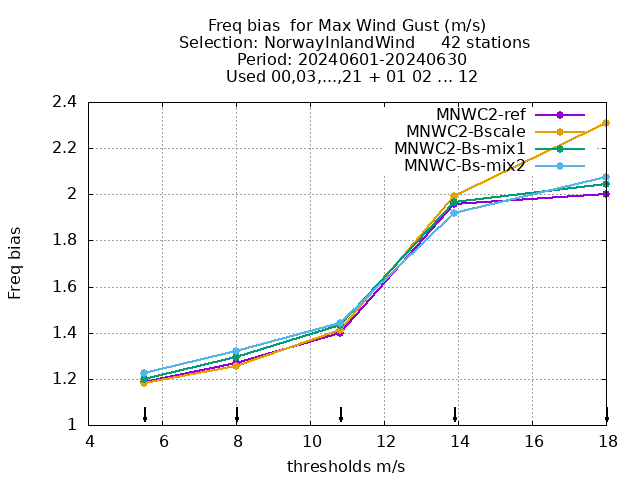 Freq bias  for Max Wind Gust (m/s)
Selection: NorwayInlandWind     42 stations
Period: 20240601-20240630
Used 00,03,...,21 + 01 02 ... 12
MNWC2-ref
MNWC2-Bscale
MNWC2-Bs-mix1
MNWC-Bs-mix2
2.4
2.2
2
1.8
1.6
1.4
1.2
1
Freq bias
4 6 8 10 12 14 16 18
thresholds m/s